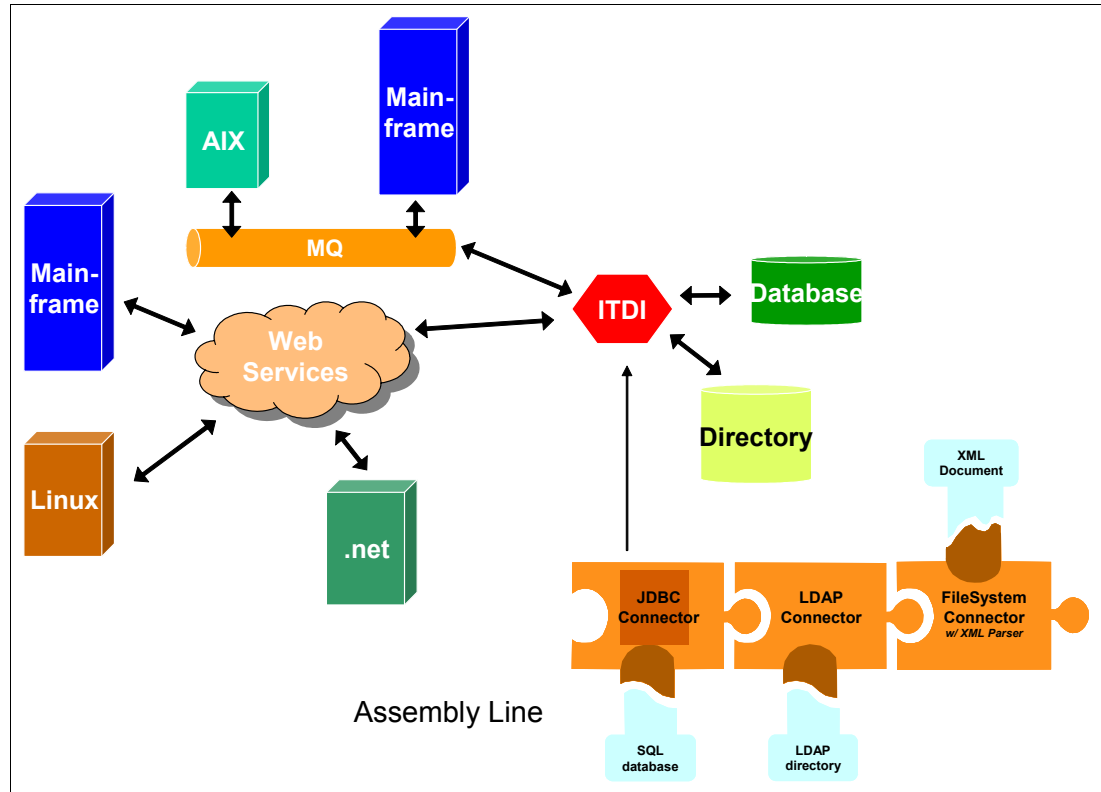 Main-
frame
AIX
MQ
Main-
frame
Web
Services
ITDI
Database
Directory
Linux
.net
XML
Document
JDBC
Connector
LDAP
Connector
FileSystem
Connector
w/ XML Parser
Assembly Line
SQL
database
LDAP
directory